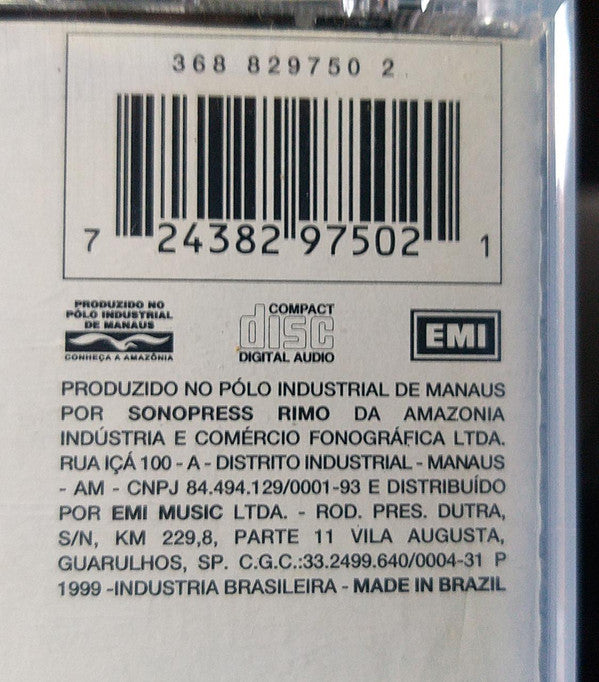 368 829750 2
7 24382 97502 1
PRODUZIDO NO
PÓLO INDUSTRIAL
DE MANAUS
CONHEÇA A AMAZÔNIA
COMPACT
disc
DIGITAL AUDIO
EMI
PRODUZIDO NO PÓLO INDUSTRIAL DE MANAUS
POR SONOPRESS RIMO DA AMAZONIA
INDÚSTRIA E COMÉRCIO FONOGRÁFICA LTDA.
RUA IÇÁ 100 - A - DISTRITO INDUSTRIAL - MANAUS
- AM - CNPJ 84.494.129/0001-93 E DISTRIBUÍDO
POR EMI MUSIC LTDA. - ROD. PRES. DUTRA,
S/N, KM 229,8, PARTE 11 VILA AUGUSTA,
GUARULHOS, SP. C.G.C.:33.2499.640/0004-31 P
1999 -INDUSTRIA BRASILEIRA - MADE IN BRAZIL